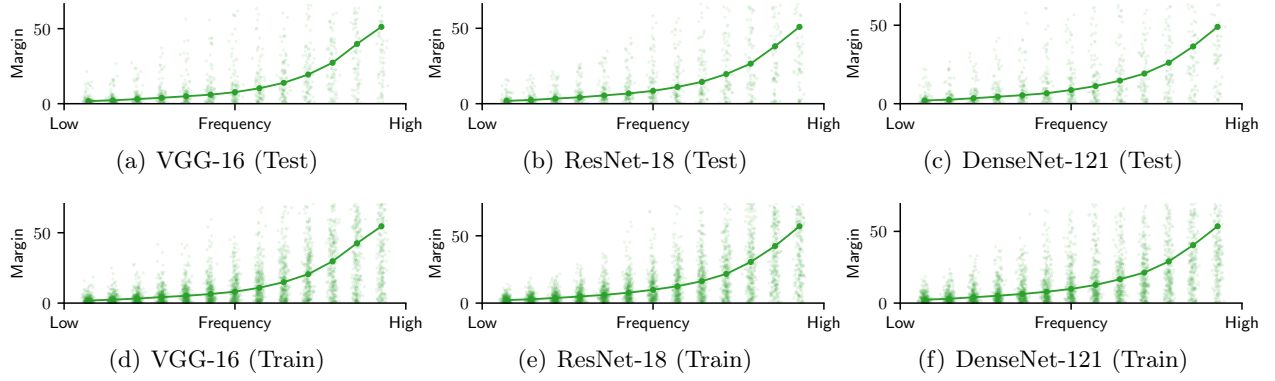 Margin
50
0
Low
Frequency
High
(a) VGG-16 (Test)
Margin
50
0
Low
Frequency
High
(b) ResNet-18 (Test)
Margin
50
0
Low
Frequency
High
(c) DenseNet-121 (Test)
Margin
50
0
Low
Frequency
High
(d) VGG-16 (Train)
Margin
50
0
Low
Frequency
High
(e) ResNet-18 (Train)
Margin
50
0
Low
Frequency
High
(f) DenseNet-121 (Train)